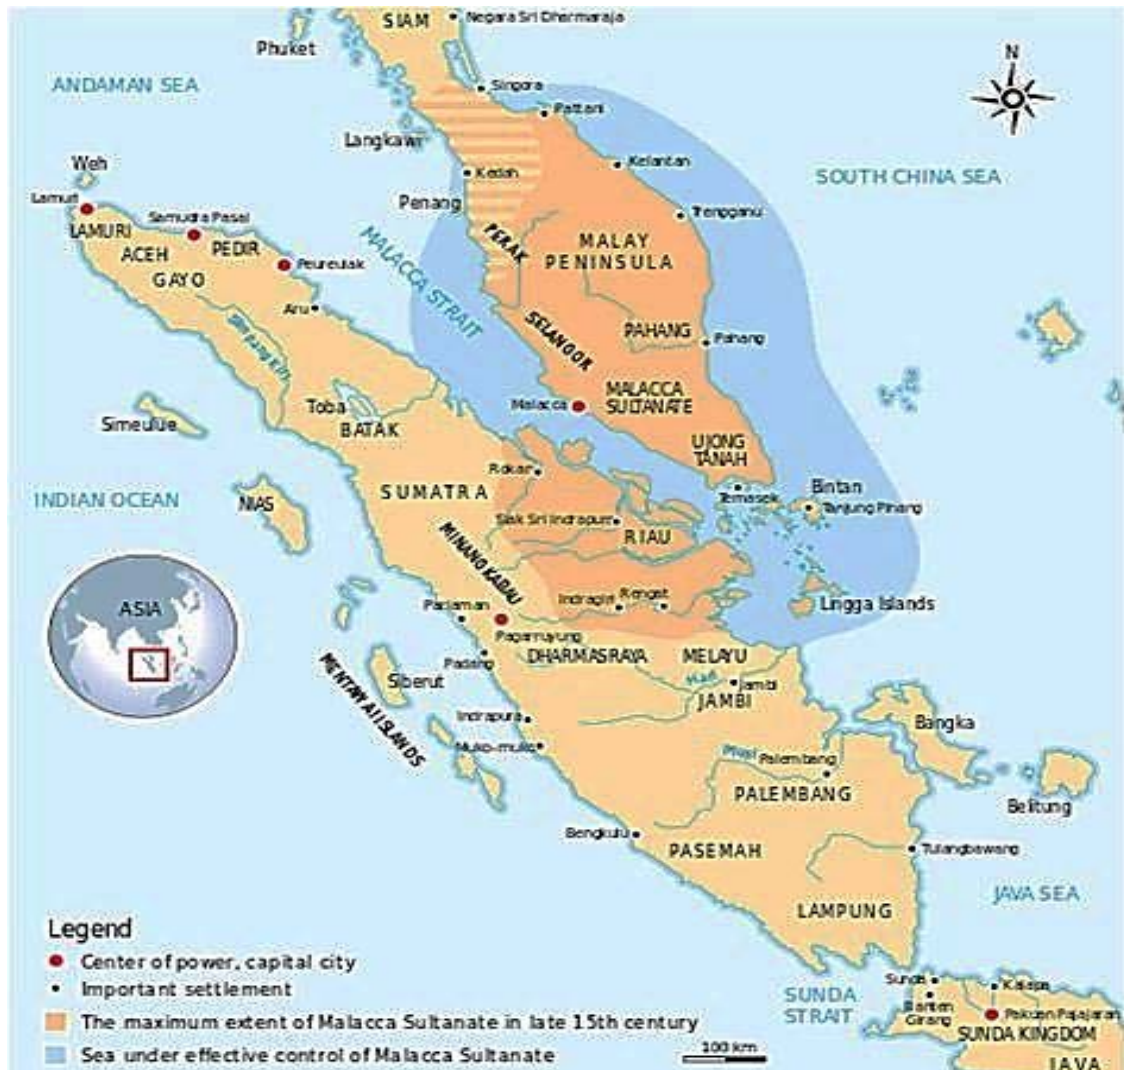 SIAM
Negara Sri Dharmaraja
Phuket
N
ANDAMAN SEA
Singora
Pattani
Langkawi
Kelantan
SOUTH CHINA SEA
Weh
Kedah
Lamuri
Penang
Trengganu
Samudra Pasai
LAMURI
PEDIR
ACEH
PERAK
MALAY
PENINSULA
Peureulak
GAYO
MALACCA STRAIT
Aru
SELANGOR
PAHANG
Pahang
Toba
Malacca
MALACCA
SULTANATE
Simeulue
BATAK
UJONG
TANAH
Rokan
SUMATRA
Temasek
Bintan
Tanjung Pinang
INDIAN OCEAN
NIAS
Siak Sri Indrapura
RIAU
MINANGKABAU
ASIA
Pariaman
Indragiri
Rengat
Lingga Islands
Pagarruyung
DHARMASRAYA
MELAYU
Padang
Siberut
Hari
Jambi
JAMBI
MENTAWAI ISLANDS
Indrapura
Bangka
Muko-muko
Musi
Palembang
PALEMBANG
Belitung
Bengkulu
PASEMAH
Tulangbawang
JAVA SEA
LAMPUNG
Legend
Center of power, capital city
Important settlement
The maximum extent of Malacca Sultanate in late 15th century
Sea under effective control of Malacca Sultanate
SUNDA
STRAIT
Sunda
Kalapa
Banten
Girang
Pakuan Pajajaran
SUNDA KINGDOM
100 km
JAVA